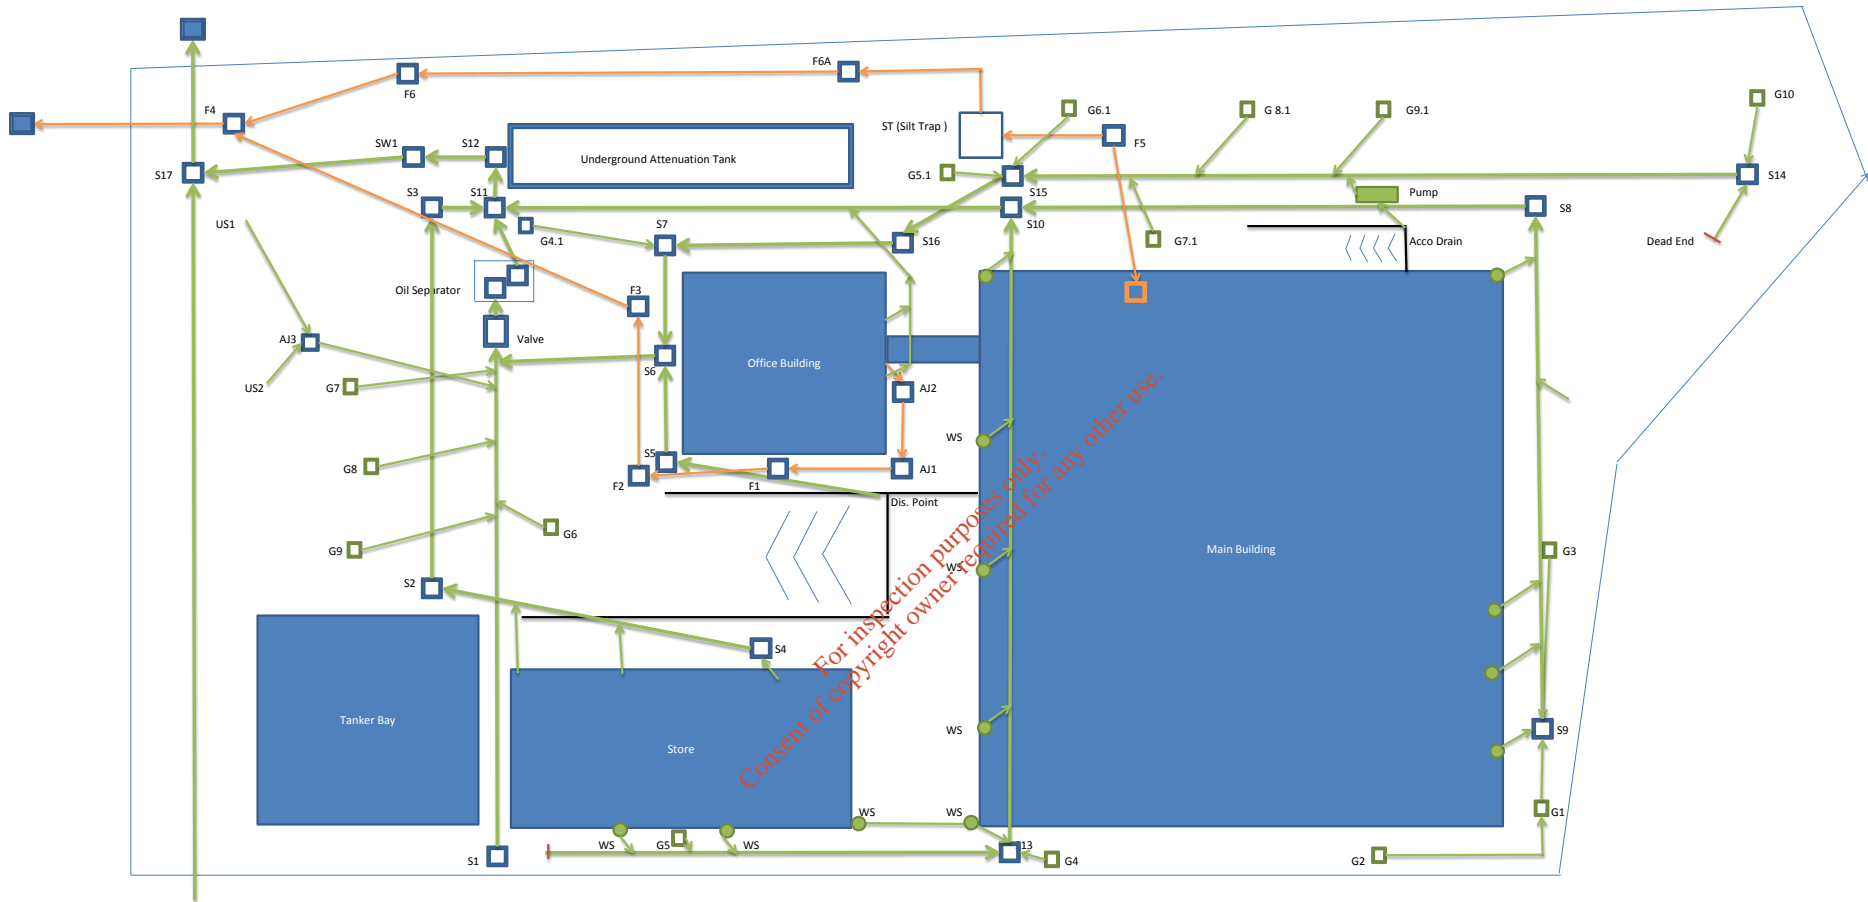 F6A
F6
G6.1
G 8.1
G9.1
G10
F4
ST (Silt Trap )
F5
SW1
S12
Underground Attenuation Tank
S17
G5.1
S14
S3
S11
S15
Pump
S10
S8
US1
G4.1
S7
S16
G7.1
Acco Drain
Dead End
Oil Separator
F3
AJ3
Valve
Office Building
S6
US2
G7
AJ2
WS
S5
G8
F2
F1
AJ1
Dis. Point
G9
G6
Main Building
G3
WS
S2
S4
For inspection purposes only.
Consent of copyright owner required for any other use.
Tanker Bay
Store
WS
S9
WS
WS
G1
WS
G5
WS
13
S1
G4
G2